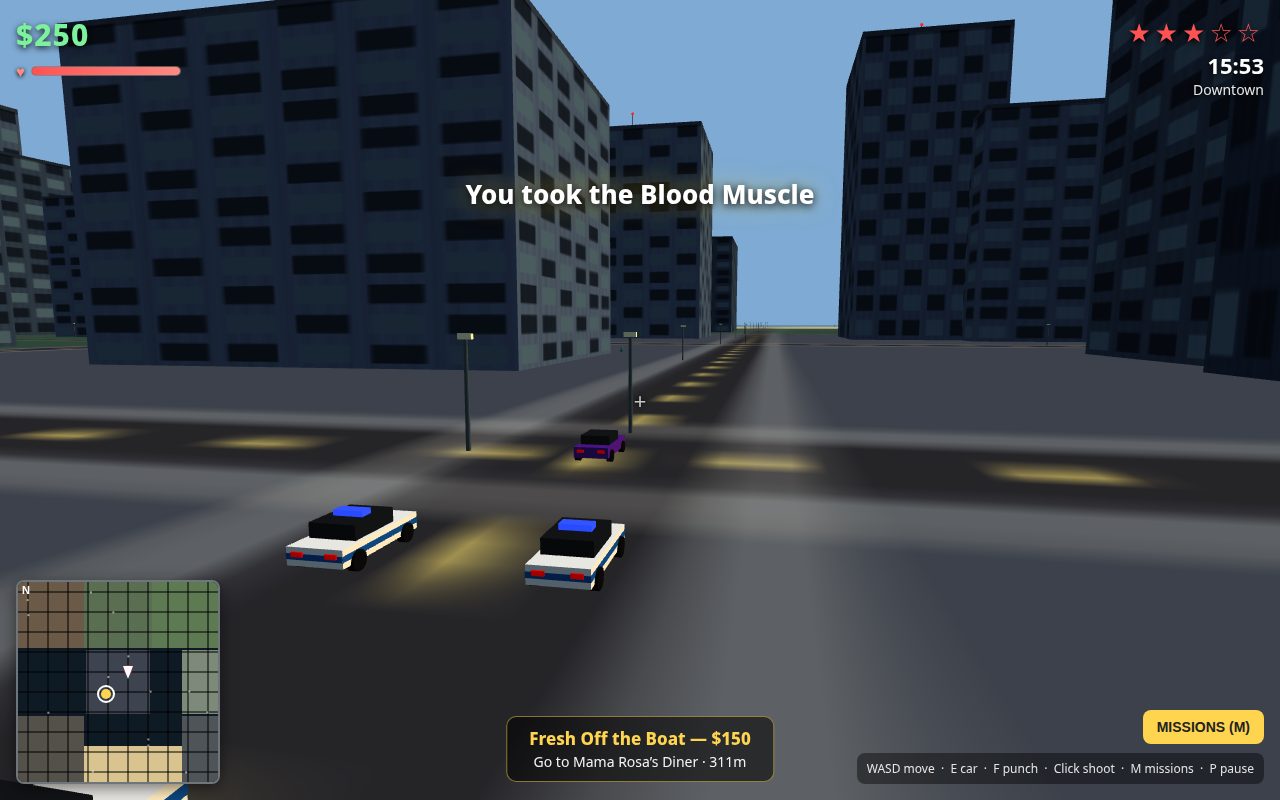 $250
★★★☆☆
15:53
Downtown
You took the Blood Muscle
N
Fresh Off the Boat — $150
Go to Mama Rosa's Diner · 311m
MISSIONS (M)
WASD move · E car · F punch · Click shoot · M missions · P pause